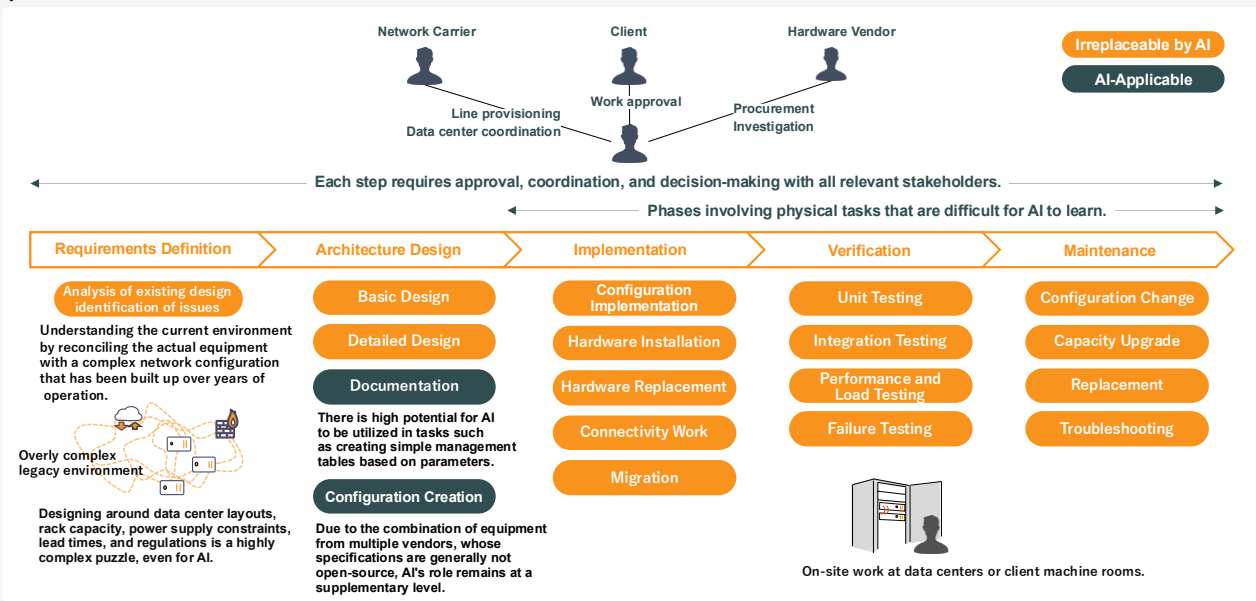 Network Carrier
Client
Hardware Vendor
Irreplaceable by AI
AI-Applicable
Line provisioning
Data center coordination
Work approval
Procurement
Investigation
Each step requires approval, coordination, and decision-making with all relevant stakeholders.
Phases involving physical tasks that are difficult for AI to learn.
Requirements Definition
Architecture Design
Implementation
Verification
Maintenance
Analysis of existing design
identification of issues
Understanding the current environment
by reconciling the actual equipment
with a complex network configuration
that has been built up over years of
operation.
Overly complex
legacy environment
Designing around data center layouts,
rack capacity, power supply constraints,
lead times, and regulations is a highly
complex puzzle, even for AI.
Basic Design
Detailed Design
Documentation
There is high potential for AI
to be utilized in tasks such
as creating simple management
tables based on parameters.
Configuration Creation
Due to the combination of equipment
from multiple vendors, whose
specifications are generally not
open-source, AI's role remains at a
supplementary level.
Configuration
Implementation
Hardware Installation
Hardware Replacement
Connectivity Work
Migration
Unit Testing
Integration Testing
Performance and
Load Testing
Failure Testing
On-site work at data centers or client machine rooms.
Configuration Change
Capacity Upgrade
Replacement
Troubleshooting